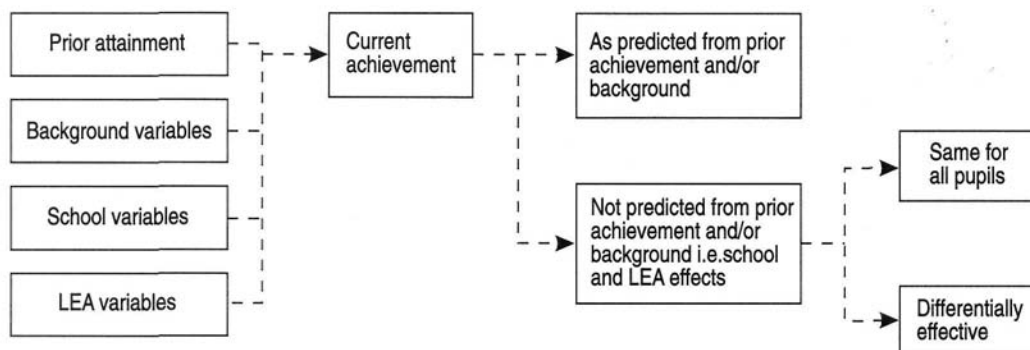 Prior attainment
Background variables
School variables
LEA variables
Current
achievement
As predicted from prior
achievement and/or
background
Not predicted from prior
achievement and/or
background i.e.school
and LEA effects
Same for
all pupils
Differentially
effective